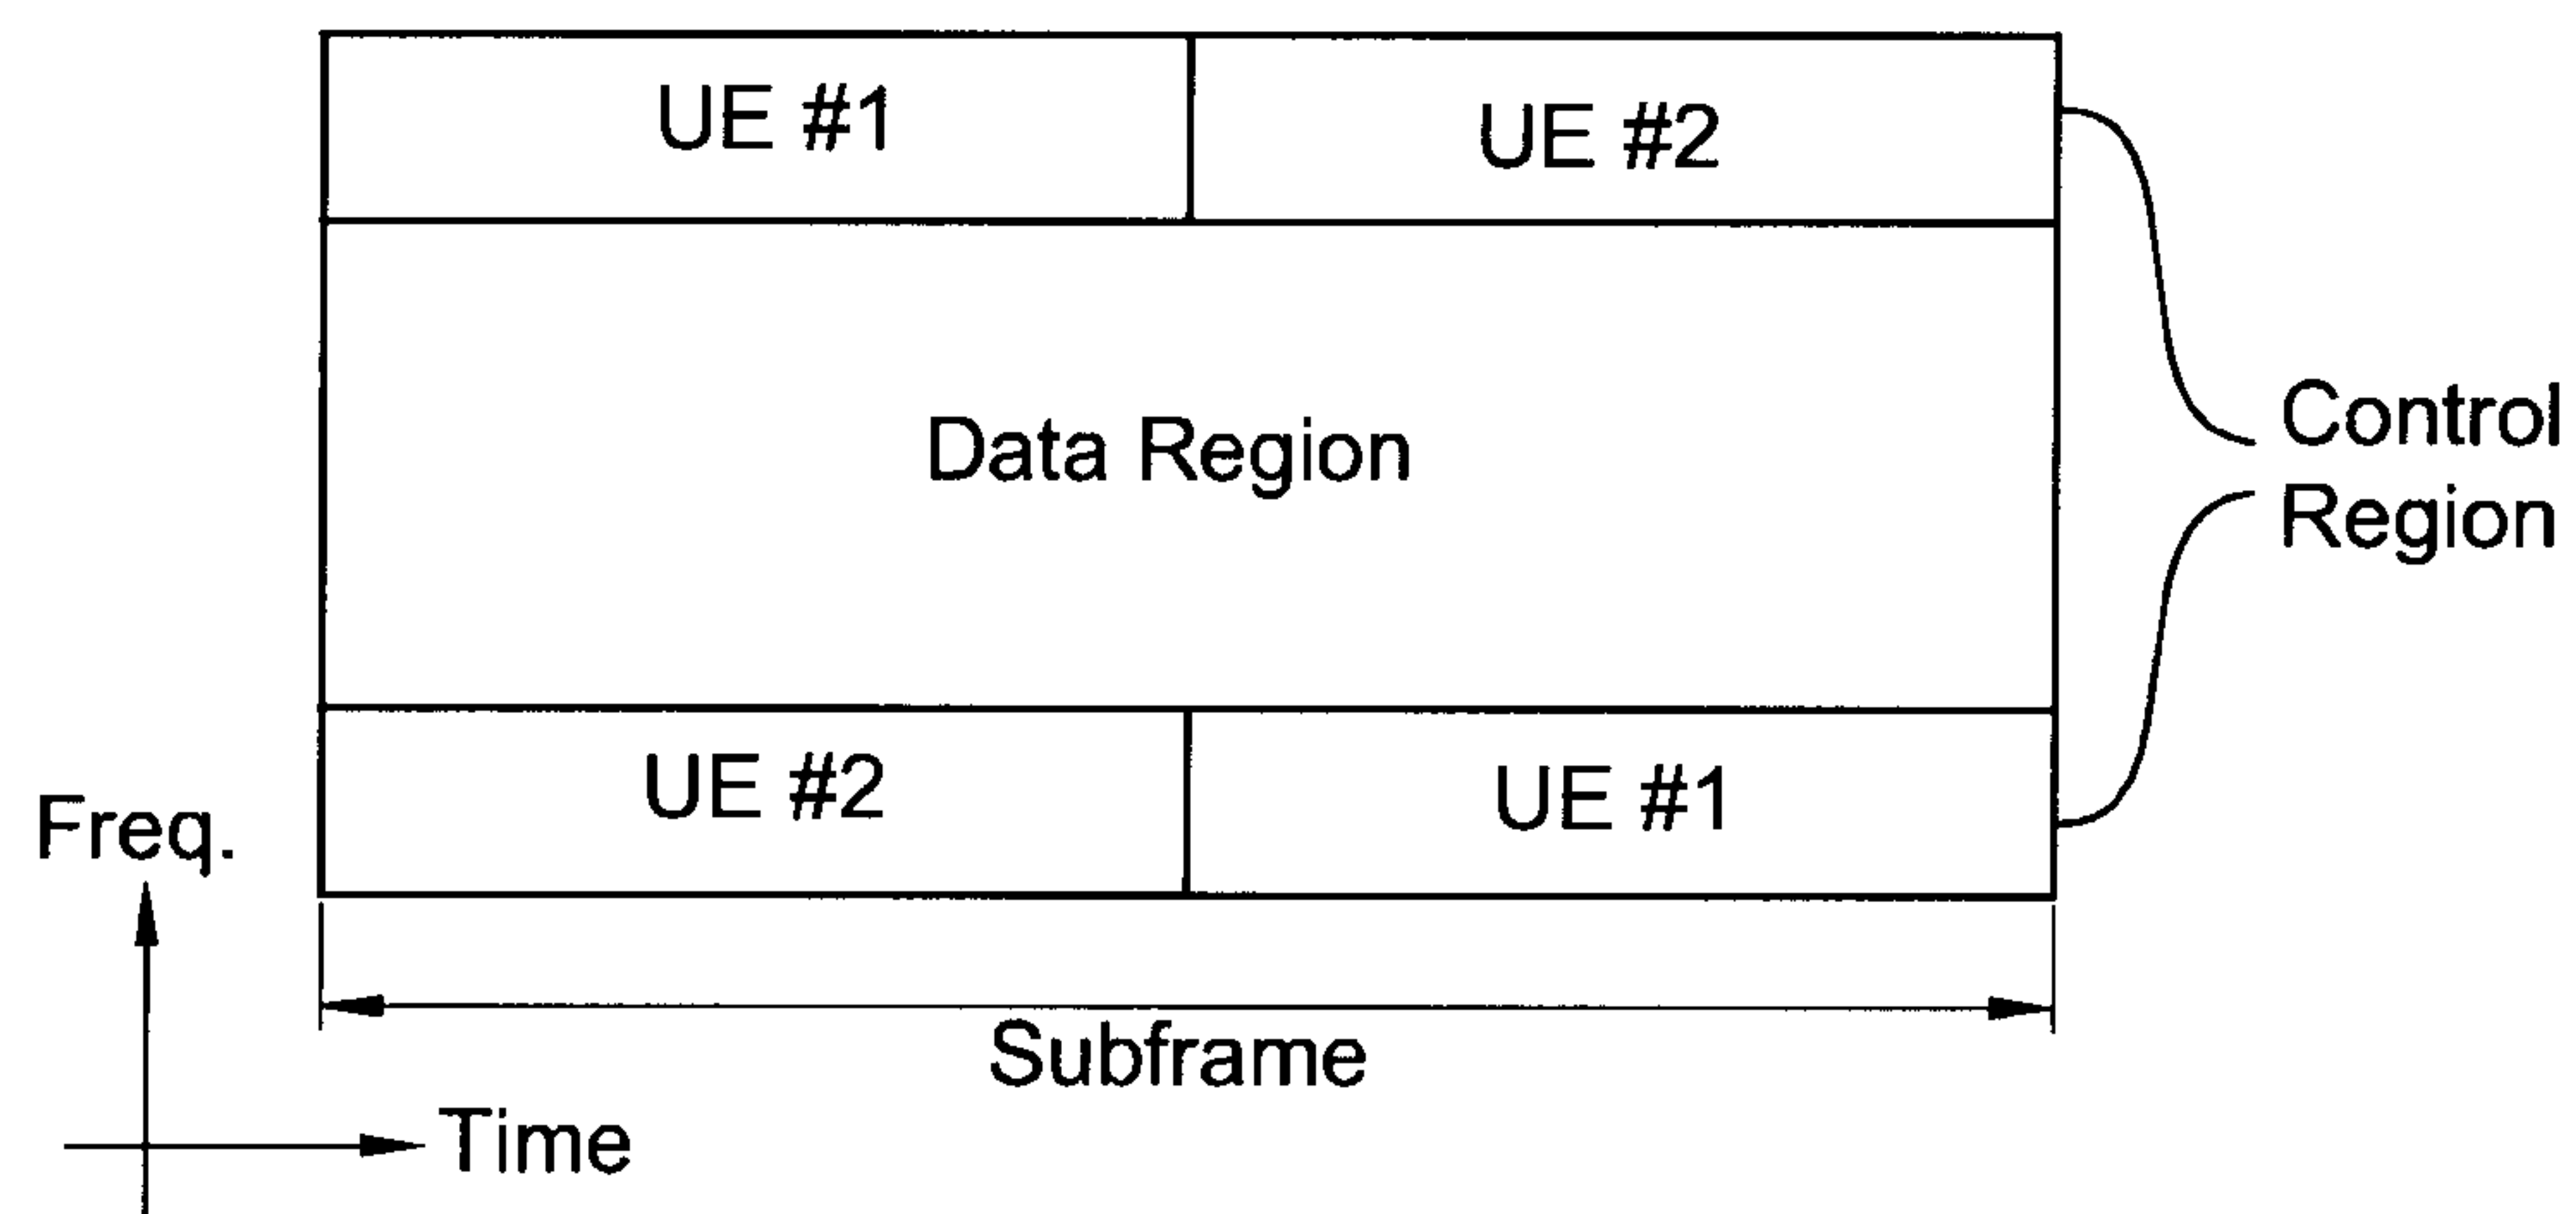 UE #1
UE #2
Data Region
Control
Region
UE #2
UE #1
Freq.
Subframe
Time